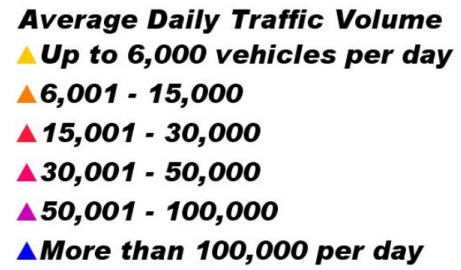 Average Daily Traffic Volume
Up to 6,000 vehicles per day
6,001 - 15,000
15,001 - 30,000
30,001 - 50,000
50,001 - 100,000
More than 100,000 per day